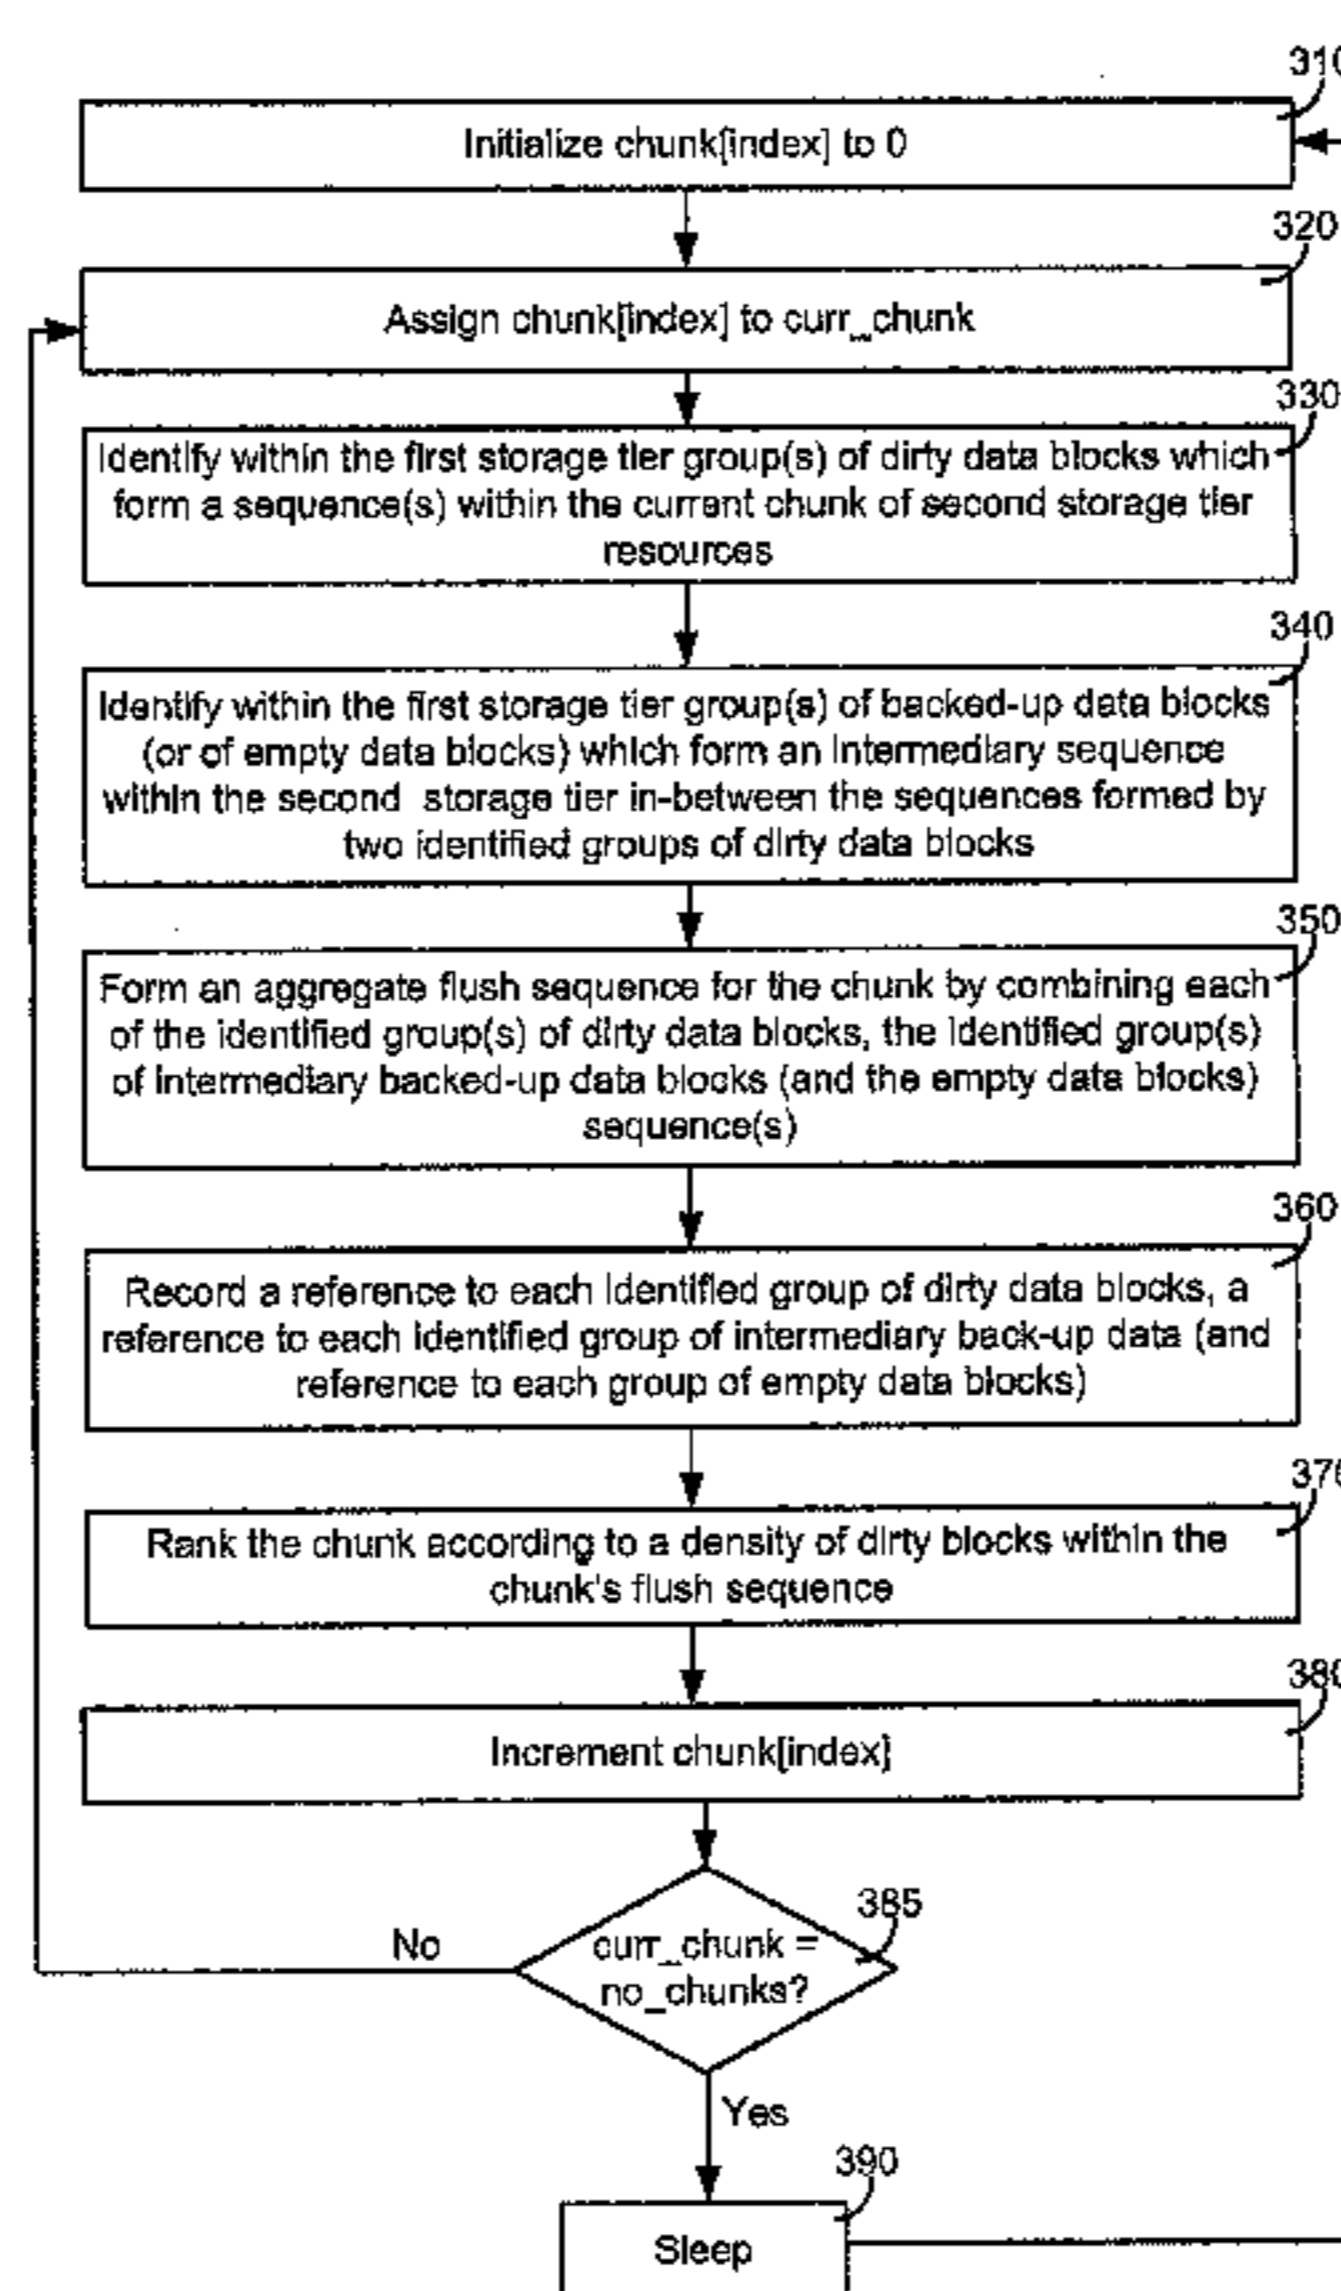 310
Initialize chunk[index] to 0
320
Assign chunk[index] to curr_chunk
330
Identify within the first storage tier group(s) of dirty data blocks which
form a sequence(s) within the current chunk of second storage tier
resources
340
Identify within the first storage tier group(s) of backed-up data blocks
(or of empty data blocks) which form an intermediary sequence
within the second storage tier in-between the sequences formed by
two identified groups of dirty data blocks
350
Form an aggregate flush sequence for the chunk by combining each
of the identified group(s) of dirty data blocks, the identified group(s)
of intermediary backed-up data blocks (and the empty data blocks)
sequence(s)
360
Record a reference to each identified group of dirty data blocks, a
reference to each identified group of intermediary back-up data (and
reference to each group of empty data blocks)
370
Rank the chunk according to a density of dirty blocks within the
chunk's flush sequence
380
Increment chunk[index]
385
curr_chunk =
no_chunks?
No
Yes
390
Sleep